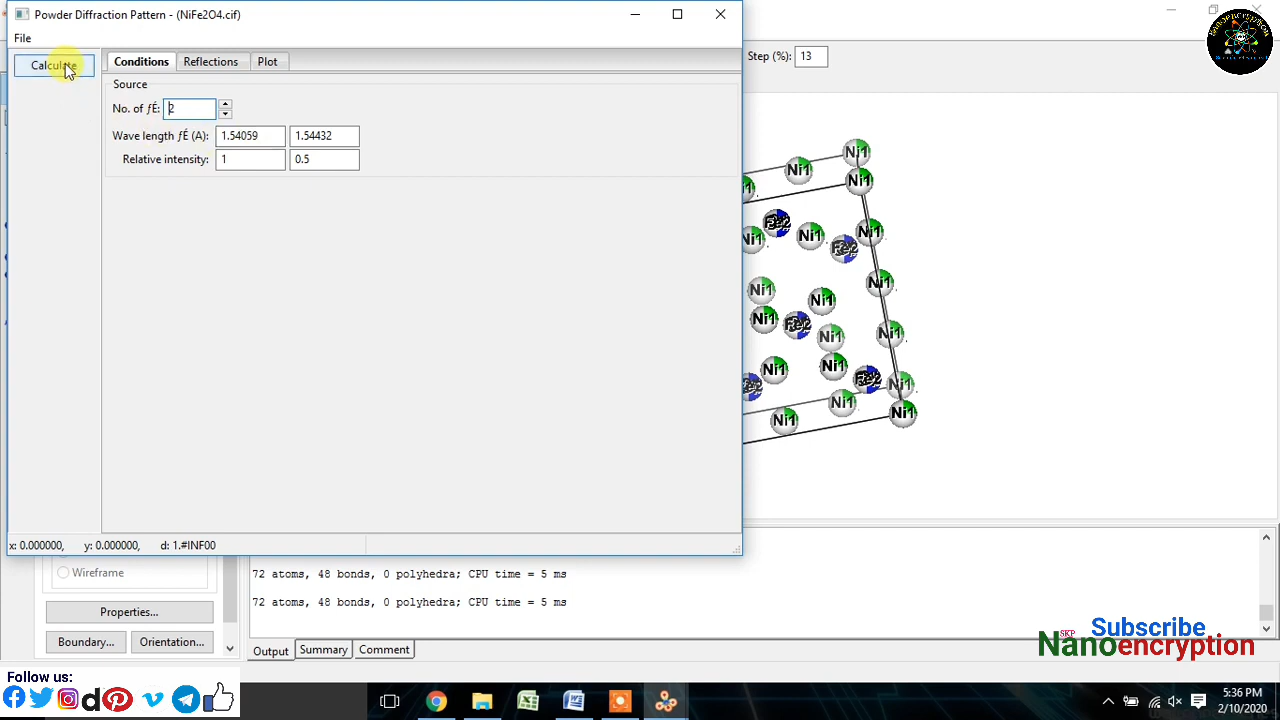 Powder Diffraction Pattern - (NiFe2O4.cif)
File
Step (%): 13
Calculate
Conditions
Reflections
Plot
Source
No. of ƒÉ: 2
Wave length ƒÉ (A): 1.54059 1.54432
Relative intensity: 1 0.5
Ni1
Ni1
Ni1
Fe2
Ni1
Ni1
Ni1
Fe2
Ni1
Ni1
Ni1
Ni1
Fe2
Ni1
Ni1
Ni1
Ni1
Fe2
Ni1
Ni1
Ni1
Ni1
x: 0.000000, y: 0.000000, d: 1.#INF00
Wireframe
Properties...
Boundary...
Orientation...
72 atoms, 48 bonds, 0 polyhedra; CPU time = 5 ms
72 atoms, 48 bonds, 0 polyhedra; CPU time = 5 ms
Output
Summary
Comment
Subscribe
SKP
Nanoencryption
Follow us:
5:36 PM
2/10/2020